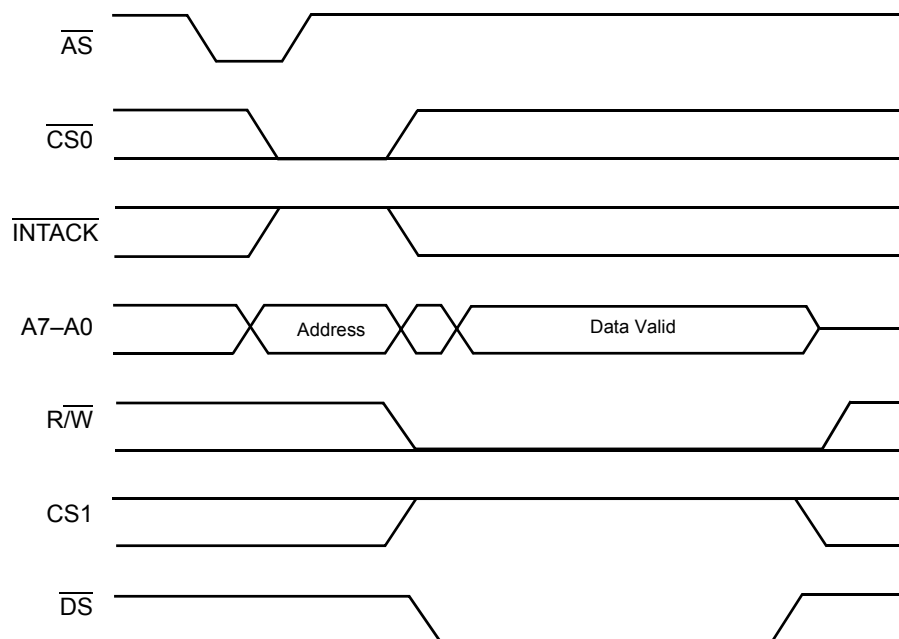 AS
CS0
INTACK
A7–A0 Address Data Valid
R/W
CS1
DS